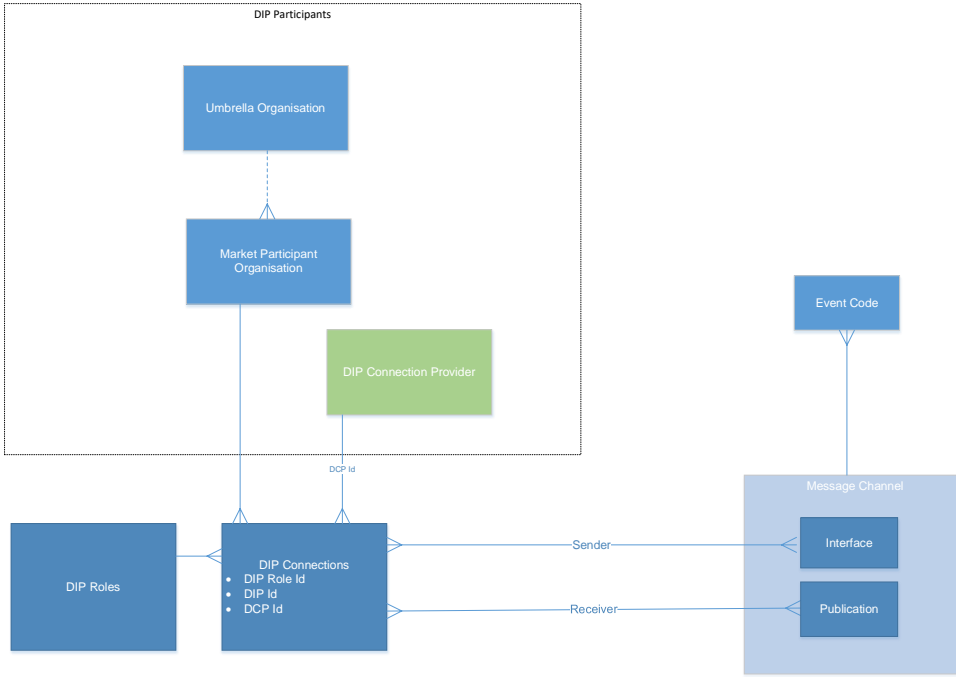 DIP Participants
Umbrella Organisation
Market Participant
Organisation
Event Code
DIP Connection Provider
DCP Id
Message Channel
DIP Roles
DIP Connections
• DIP Role Id
• DIP Id
• DCP Id
Sender
Interface
Receiver
Publication